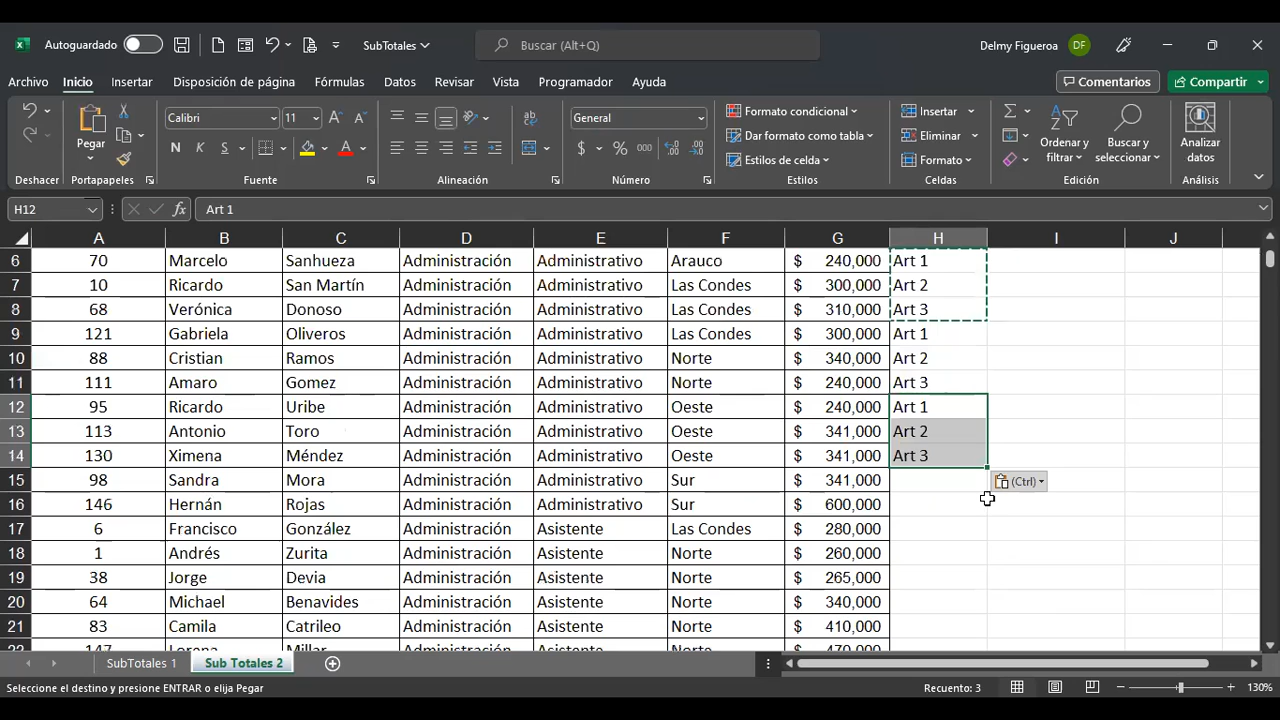 Autoguardado SubTotales Buscar (Alt+Q) Delmy Figueroa DF
Archivo Inicio Insertar Disposición de página Fórmulas Datos Revisar Vista Programador Ayuda Comentarios Compartir
Pegar Calibri 11 General Formato condicional Insertar
N K S $ % 000 Dar formato como tabla Eliminar Ordenar y filtrar Buscar y seleccionar Analizar datos
Estilos de celda Formato
Deshacer Portapapeles Fuente Alineación Número Estilos Celdas Edición Análisis
H12 fx Art 1
A B C D E F G H I J
6 70 Marcelo Sanhueza Administración Administrativo Arauco $ 240,000 Art 1
7 10 Ricardo San Martín Administración Administrativo Las Condes $ 300,000 Art 2
8 68 Verónica Donoso Administración Administrativo Las Condes $ 310,000 Art 3
9 121 Gabriela Oliveros Administración Administrativo Las Condes $ 300,000 Art 1
10 88 Cristian Ramos Administración Administrativo Norte $ 340,000 Art 2
11 111 Amaro Gomez Administración Administrativo Norte $ 240,000 Art 3
12 95 Ricardo Uribe Administración Administrativo Oeste $ 240,000 Art 1
13 113 Antonio Toro Administración Administrativo Oeste $ 341,000 Art 2
14 130 Ximena Méndez Administración Administrativo Oeste $ 341,000 Art 3
15 98 Sandra Mora Administración Administrativo Sur $ 341,000 (Ctrl)
16 146 Hernán Rojas Administración Administrativo Sur $ 600,000
17 6 Francisco González Administración Asistente Las Condes $ 280,000
18 1 Andrés Zurita Administración Asistente Norte $ 260,000
19 38 Jorge Devia Administración Asistente Norte $ 265,000
20 64 Michael Benavides Administración Asistente Norte $ 340,000
21 83 Camila Catrileo Administración Asistente Norte $ 410,000
SubTotales 1 Sub Totales 2
Seleccione el destino y presione ENTRAR o elija Pegar Recuento: 3 130%